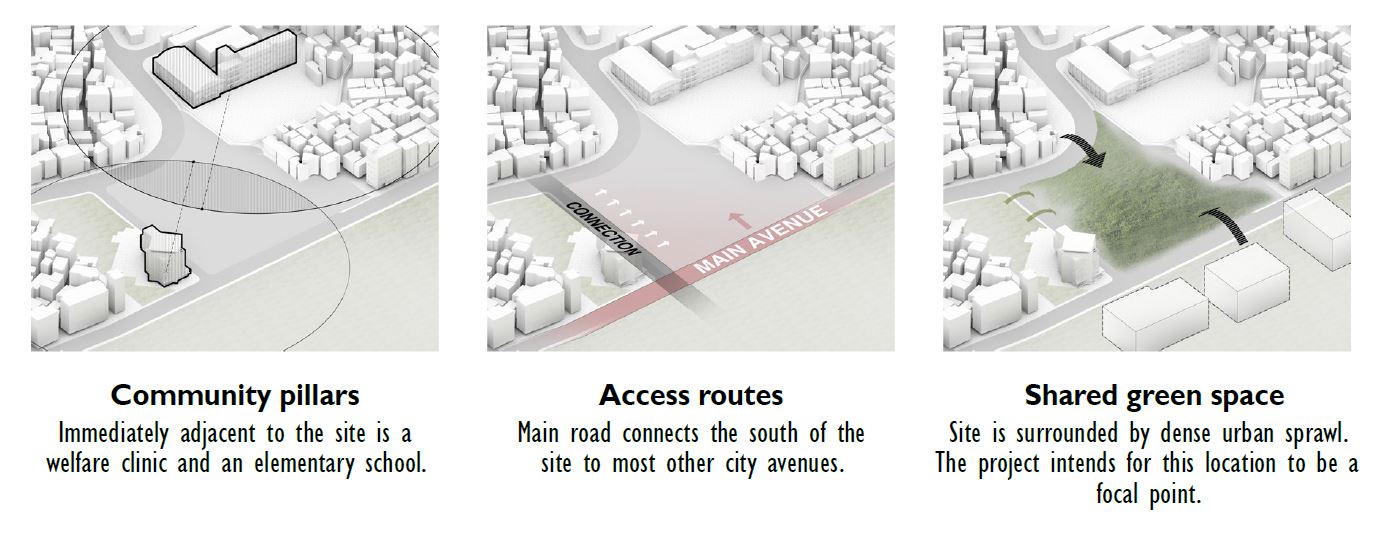 CONNECTION
MAIN AVENUE
Community pillars
Immediately adjacent to the site is a
welfare clinic and an elementary school.
Access routes
Main road connects the south of the
site to most other city avenues.
Shared green space
Site is surrounded by dense urban sprawl.
The project intends for this location to be a
focal point.